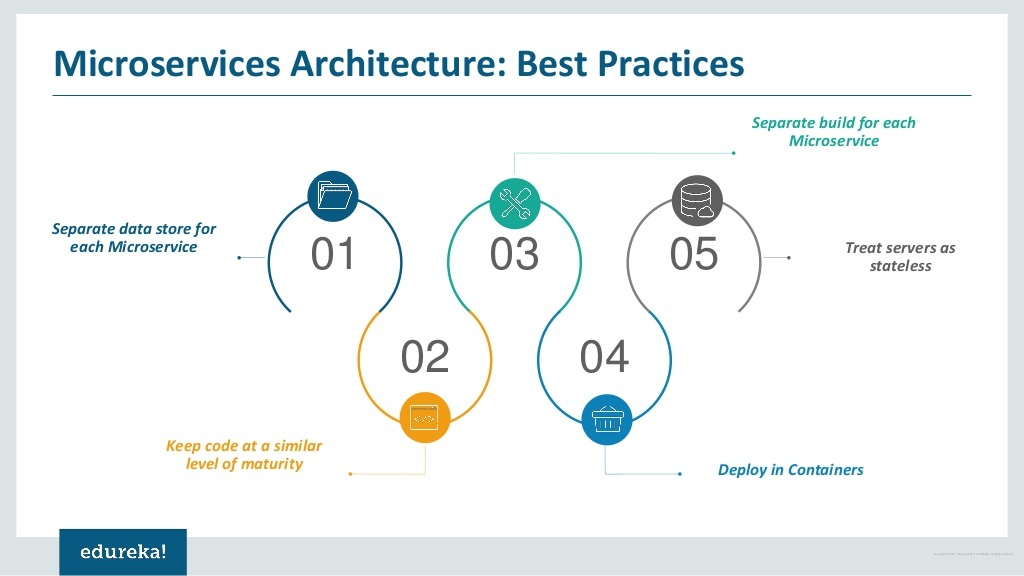 Microservices Architecture: Best Practices
Separate build for each
Microservice
Separate data store for
each Microservice
01
03
05
Treat servers as
stateless
02
04
</>
Keep code at a similar
level of maturity
Deploy in Containers
edureka!